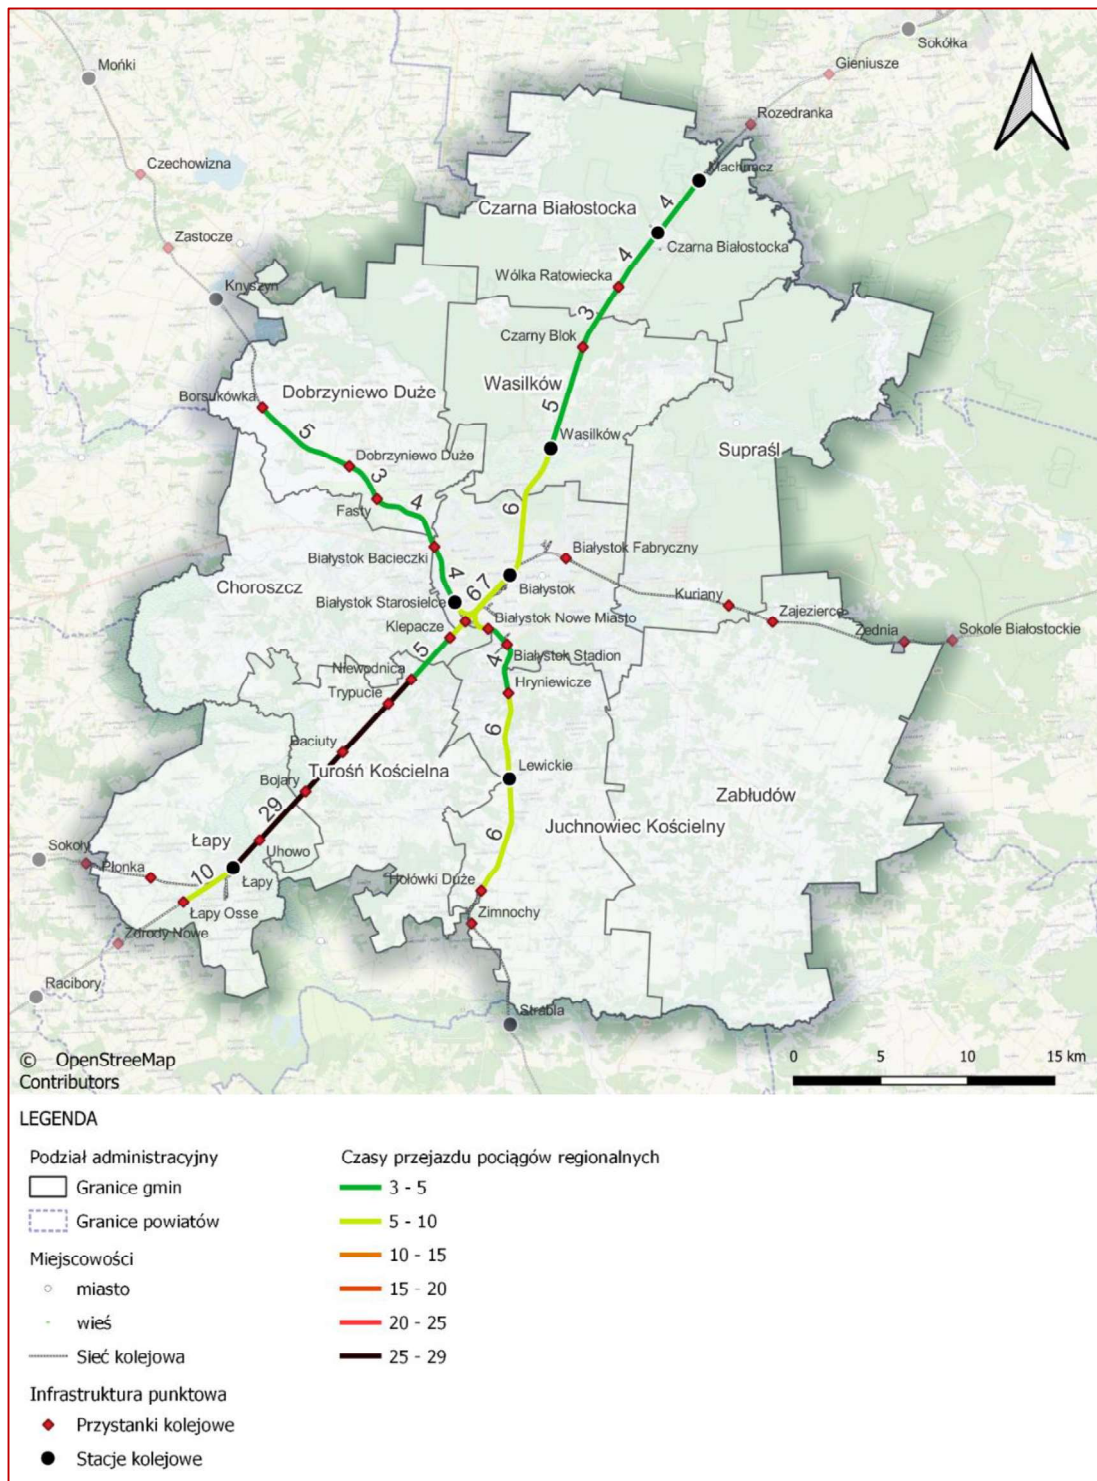 Sokółka
Mońki
Gieniusze
Rozedranka
Czechowizna
Machnacz
4
Czarna Białostocka
Zastocze
Czarna Białostocka
4
Wólka Ratowiecka
Knyszyn
3
Czarny Blok
Dobrzyniewo Duże
Wasilków
Borsukówka
5
5
Wasilków
Supraśl
Dobrzyniewo Duże
3
4
6
Fasty
Białystok Bacieczki
Białystok Fabryczny
4
Choroszcz
67
Białystok
Kuriany
Białystok Starosielce
Zajezierce
Białystok Nowe Miasto
Klepacze
Żednia
Sokole Białostockie
5
4
Białystok Stadion
Niewodnica
Hryniewicze
Trypucie
6
Baciuty
Lewickie
Turośń Kościelna
Bojary
Zabłudów
29
6
Juchnowiec Kościelny
Łapy
Uhowo
Sokoły
Płonka
10
Łapy
Hołówki Duże
Łapy Osse
Zimnochy
Zdrody Nowe
Racibory
Strabla
© OpenStreeMap
Contributors
0 5 10 15 km
LEGENDA
Podział administracyjny
Granice gmin
Granice powiatów
Miejscowości
miasto
wieś
Sieć kolejowa
Infrastruktura punktowa
Przystanki kolejowe
Stacje kolejowe
Czasy przejazdu pociągów regionalnych
3 - 5
5 - 10
10 - 15
15 - 20
20 - 25
25 - 29